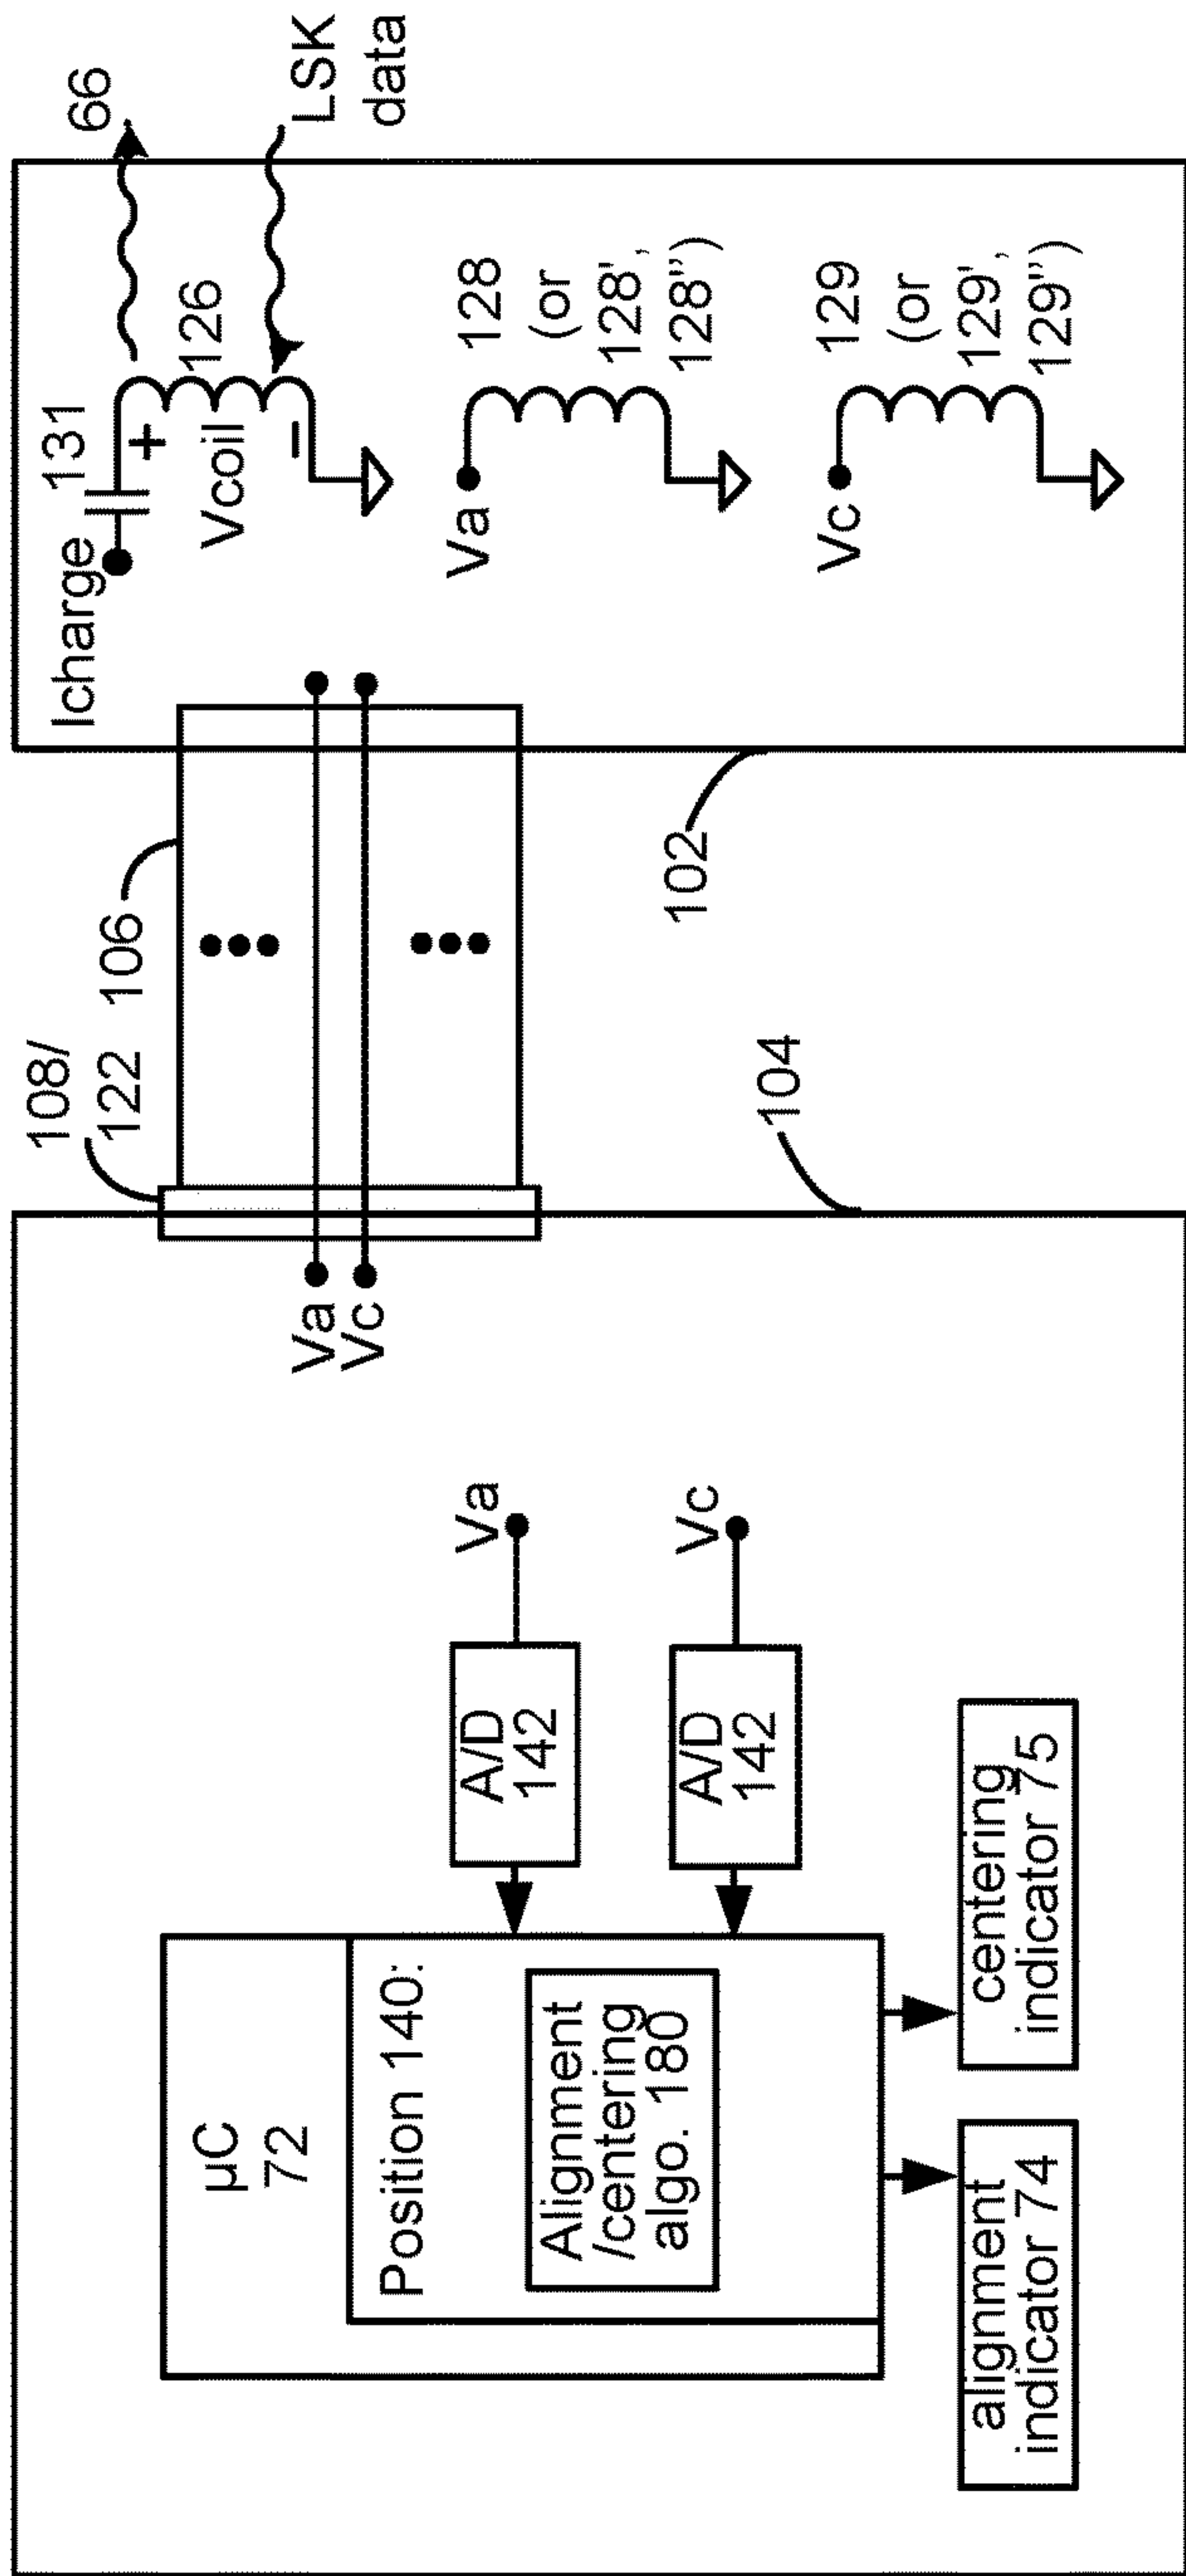 µC
72
Position 140:
Alignment
/centering
algo. 180
A/D
142
Va
A/D
142
Vc
alignment
indicator 74
centering
indicator 75
104
Va
Vc
108/
122
106
102
Icharge
131
+
Vcoil
−
126
66
LSK
data
Va
128
(or
128',
128")
Vc
129
(or
129',
129")